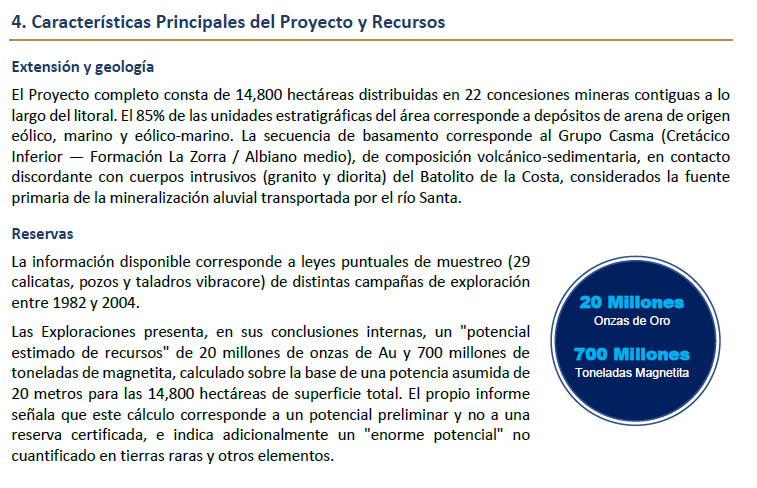 4. Características Principales del Proyecto y Recursos
Extensión y geología
El Proyecto completo consta de 14,800 hectáreas distribuidas en 22 concesiones mineras contiguas a lo
largo del litoral. El 85% de las unidades estratigráficas del área corresponde a depósitos de arena de origen
eólico, marino y eólico-marino. La secuencia de basamento corresponde al Grupo Casma (Cretácico
Inferior — Formación La Zorra / Albiano medio), de composición volcánico-sedimentaria, en contacto
discordante con cuerpos intrusivos (granito y diorita) del Batolito de la Costa, considerados la fuente
primaria de la mineralización aluvial transportada por el río Santa.
Reservas
La información disponible corresponde a leyes puntuales de muestreo (29
calicatas, pozos y taladros vibracore) de distintas campañas de exploración
entre 1982 y 2004.
Las Exploraciones presenta, en sus conclusiones internas, un "potencial
estimado de recursos" de 20 millones de onzas de Au y 700 millones de
toneladas de magnetita, calculado sobre la base de una potencia asumida de
20 metros para las 14,800 hectáreas de superficie total. El propio informe
señala que este cálculo corresponde a un potencial preliminar y no a una
reserva certificada, e indica adicionalmente un "enorme potencial" no
cuantificado en tierras raras y otros elementos.
20 Millones
Onzas de Oro
700 Millones
Toneladas Magnetita